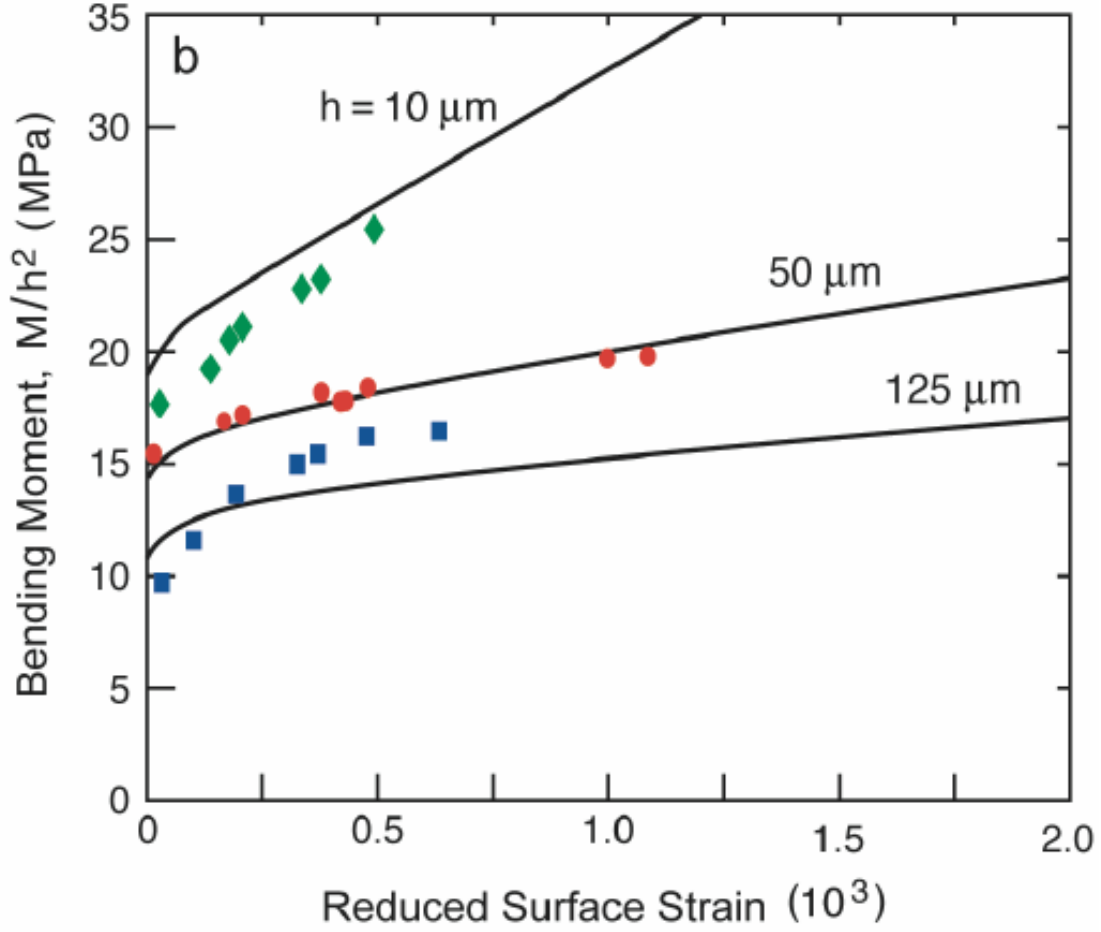 35
b
h = 10 μm
30
25
50 μm
20
125 μm
15
10
5
0
0
0.5
1.0
1.5
2.0
Bending Moment, M/h² (MPa)
Reduced Surface Strain (10³)